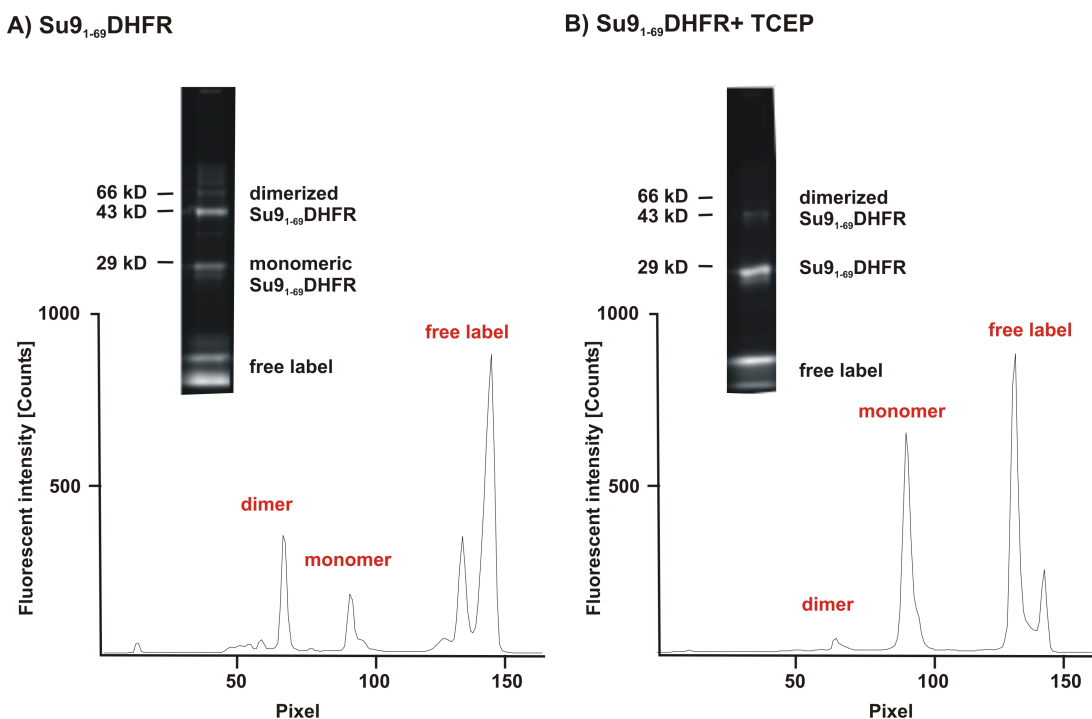 A) Su9₁₋₆₉DHFR
66 kD
43 kD
29 kD
dimerized
Su9₁₋₆₉DHFR
monomeric
Su9₁₋₆₉DHFR
free label
1000
500
Fluorescent intensity [Counts]
dimer
monomer
free label
50
100
150
Pixel
B) Su9₁₋₆₉DHFR+ TCEP
66 kD
43 kD
29 kD
dimerized
Su9₁₋₆₉DHFR
Su9₁₋₆₉DHFR
free label
1000
500
Fluorescent intensity [Counts]
dimer
monomer
free label
50
100
150
Pixel